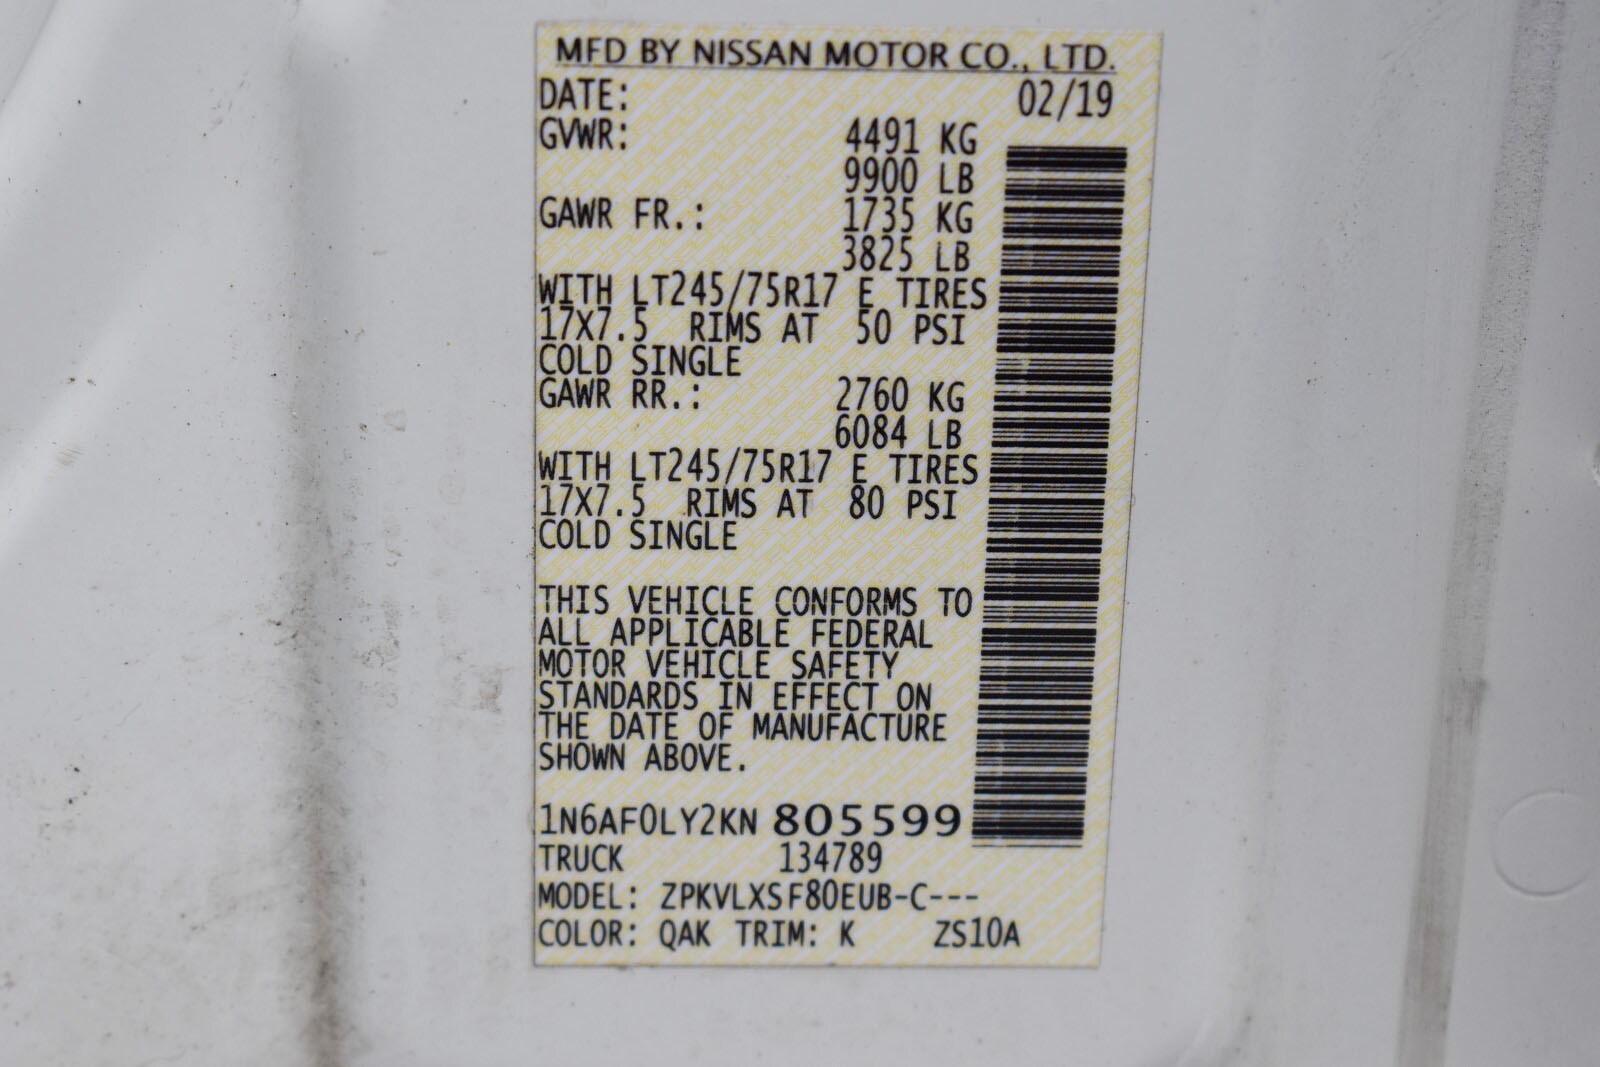 MFD BY NISSAN MOTOR CO., LTD.
DATE: 02/19
GVWR: 4491 KG
9900 LB
GAWR FR.: 1735 KG
3825 LB
WITH LT245/75R17 E TIRES
17X7.5 RIMS AT 50 PSI
COLD SINGLE
GAWR RR.: 2760 KG
6084 LB
WITH LT245/75R17 E TIRES
17X7.5 RIMS AT 80 PSI
COLD SINGLE
THIS VEHICLE CONFORMS TO
ALL APPLICABLE FEDERAL
MOTOR VEHICLE SAFETY
STANDARDS IN EFFECT ON
THE DATE OF MANUFACTURE
SHOWN ABOVE.
1N6AF0LY2KN 805599
TRUCK 134789
MODEL: ZPKVLXSF80EUB-C---
COLOR: QAK TRIM: K ZS10A